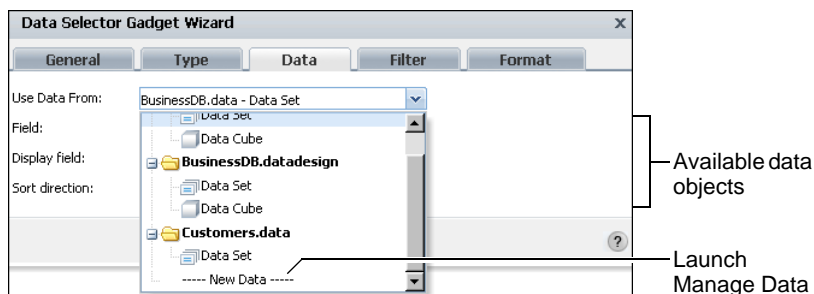 Data Selector Gadget Wizard x
General Type Data Filter Format
Use Data From: BusinessDB.data - Data Set
Field:
Display field:
Sort direction:
Data Set
Data Cube
BusinessDB.datadesign
Data Set
Data Cube
Customers.data
Data Set
----- New Data -----
?
Available data
objects
Launch
Manage Data